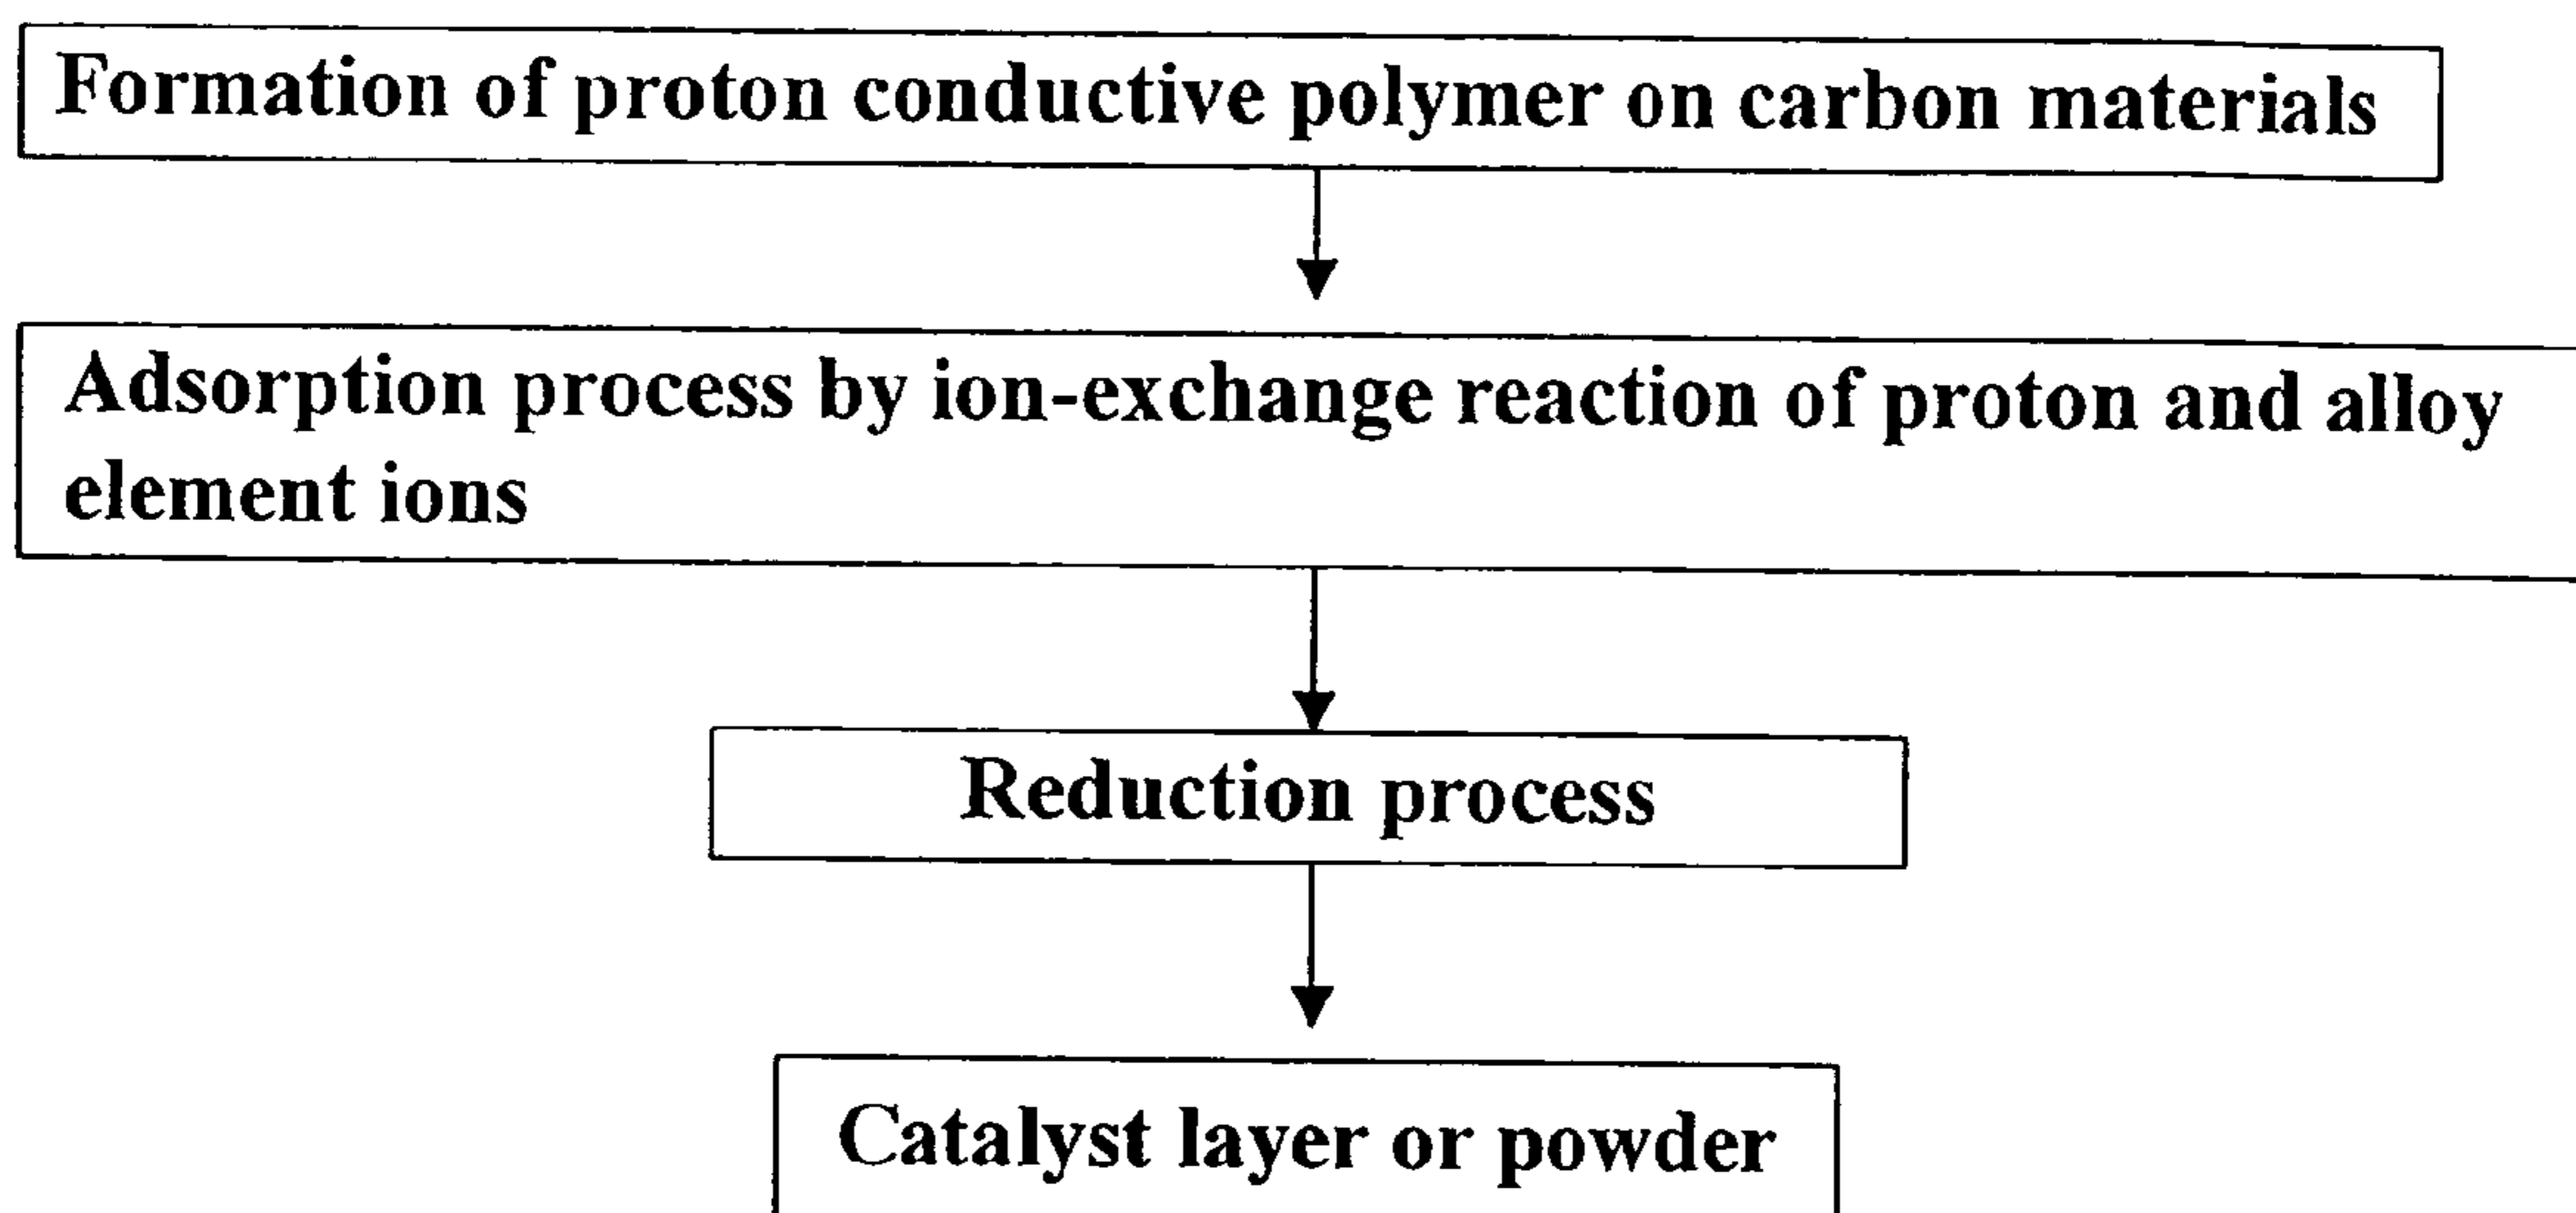 Formation of proton conductive polymer on carbon materials
Adsorption process by ion-exchange reaction of proton and alloy
element ions
Reduction process
Catalyst layer or powder